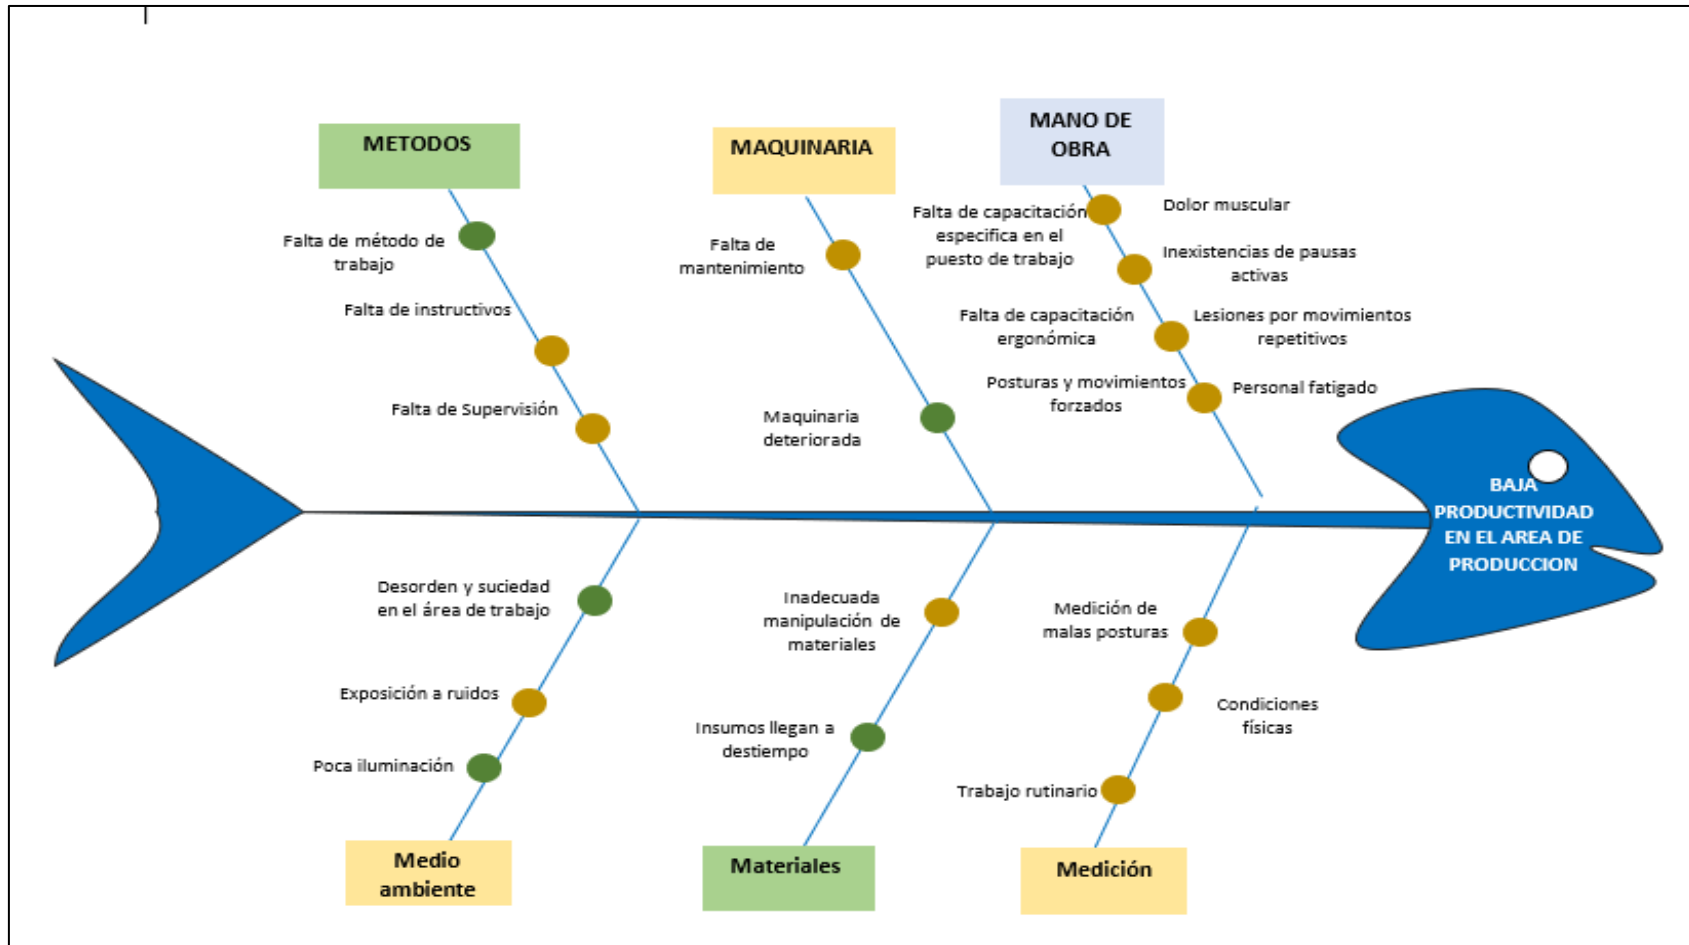 METODOS
Falta de método de
trabajo
Falta de instructivos
Falta de Supervisión
MAQUINARIA
Falta de
mantenimiento
Maquinaria
deteriorada
MANO DE
OBRA
Falta de capacitación
especifica en el
puesto de trabajo
Dolor muscular
Inexistencias de pausas
activas
Falta de capacitación
ergonómica
Lesiones por movimientos
repetitivos
Posturas y movimientos
forzados
Personal fatigado
BAJA
PRODUCTIVIDAD
EN EL AREA DE
PRODUCCION
Desorden y suciedad
en el área de trabajo
Exposición a ruidos
Poca iluminación
Medio
ambiente
Inadecuada
manipulación de
materiales
Insumos llegan a
destiempo
Materiales
Medición de
malas posturas
Condiciones
físicas
Trabajo rutinario
Medición